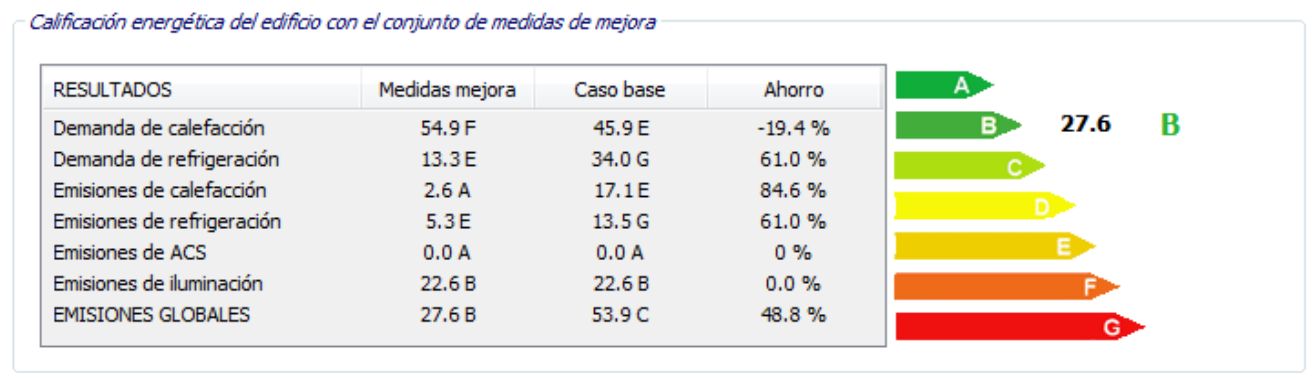 Calificación energética del edificio con el conjunto de medidas de mejora
RESULTADOS Medidas mejora Caso base Ahorro
Demanda de calefacción 54.9 F 45.9 E -19.4 %
Demanda de refrigeración 13.3 E 34.0 G 61.0 %
Emisiones de calefacción 2.6 A 17.1 E 84.6 %
Emisiones de refrigeración 5.3 E 13.5 G 61.0 %
Emisiones de ACS 0.0 A 0.0 A 0 %
Emisiones de iluminación 22.6 B 22.6 B 0.0 %
EMISIONES GLOBALES 27.6 B 53.9 C 48.8 %
A
B 27.6 B
C
D
E
F
G